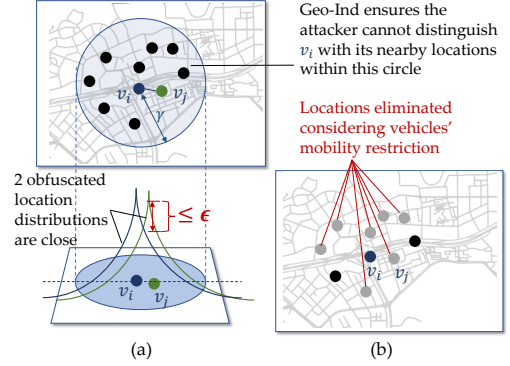 Geo-Ind ensures the
attacker cannot distinguish
vi with its nearby locations
within this circle
vi
vj
γ
Locations eliminated
considering vehicles'
mobility restriction
2 obfuscated
location
distributions
are close
≤ ϵ
vi
vj
vi
vj
(a)
(b)